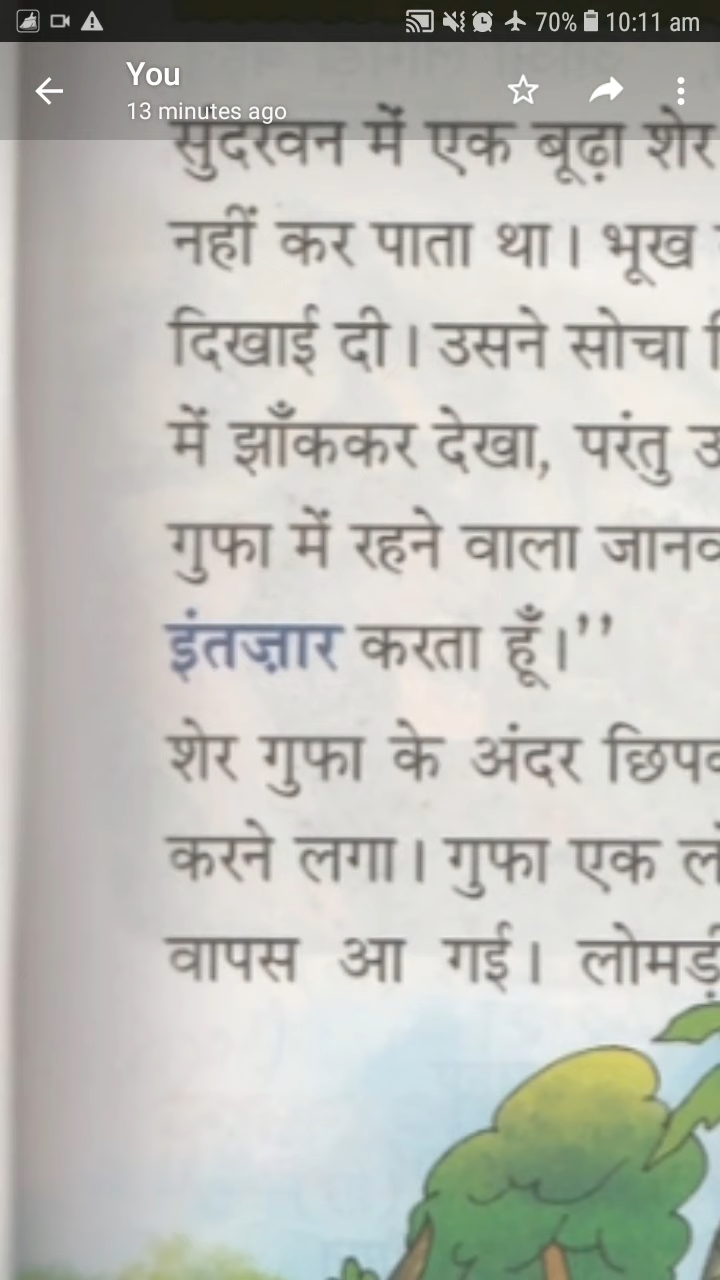 70% 10:11 am
You
13 minutes ago
सुंदरवन में एक बूढ़ा शेर
नहीं कर पाता था। भूख
दिखाई दी। उसने सोचा
में झाँककर देखा, परंतु
गुफा में रहने वाला
इंतज़ार करता हूँ।’’
शेर गुफा के अंदर
करने लगा। गुफा एक
वापस आ गई।